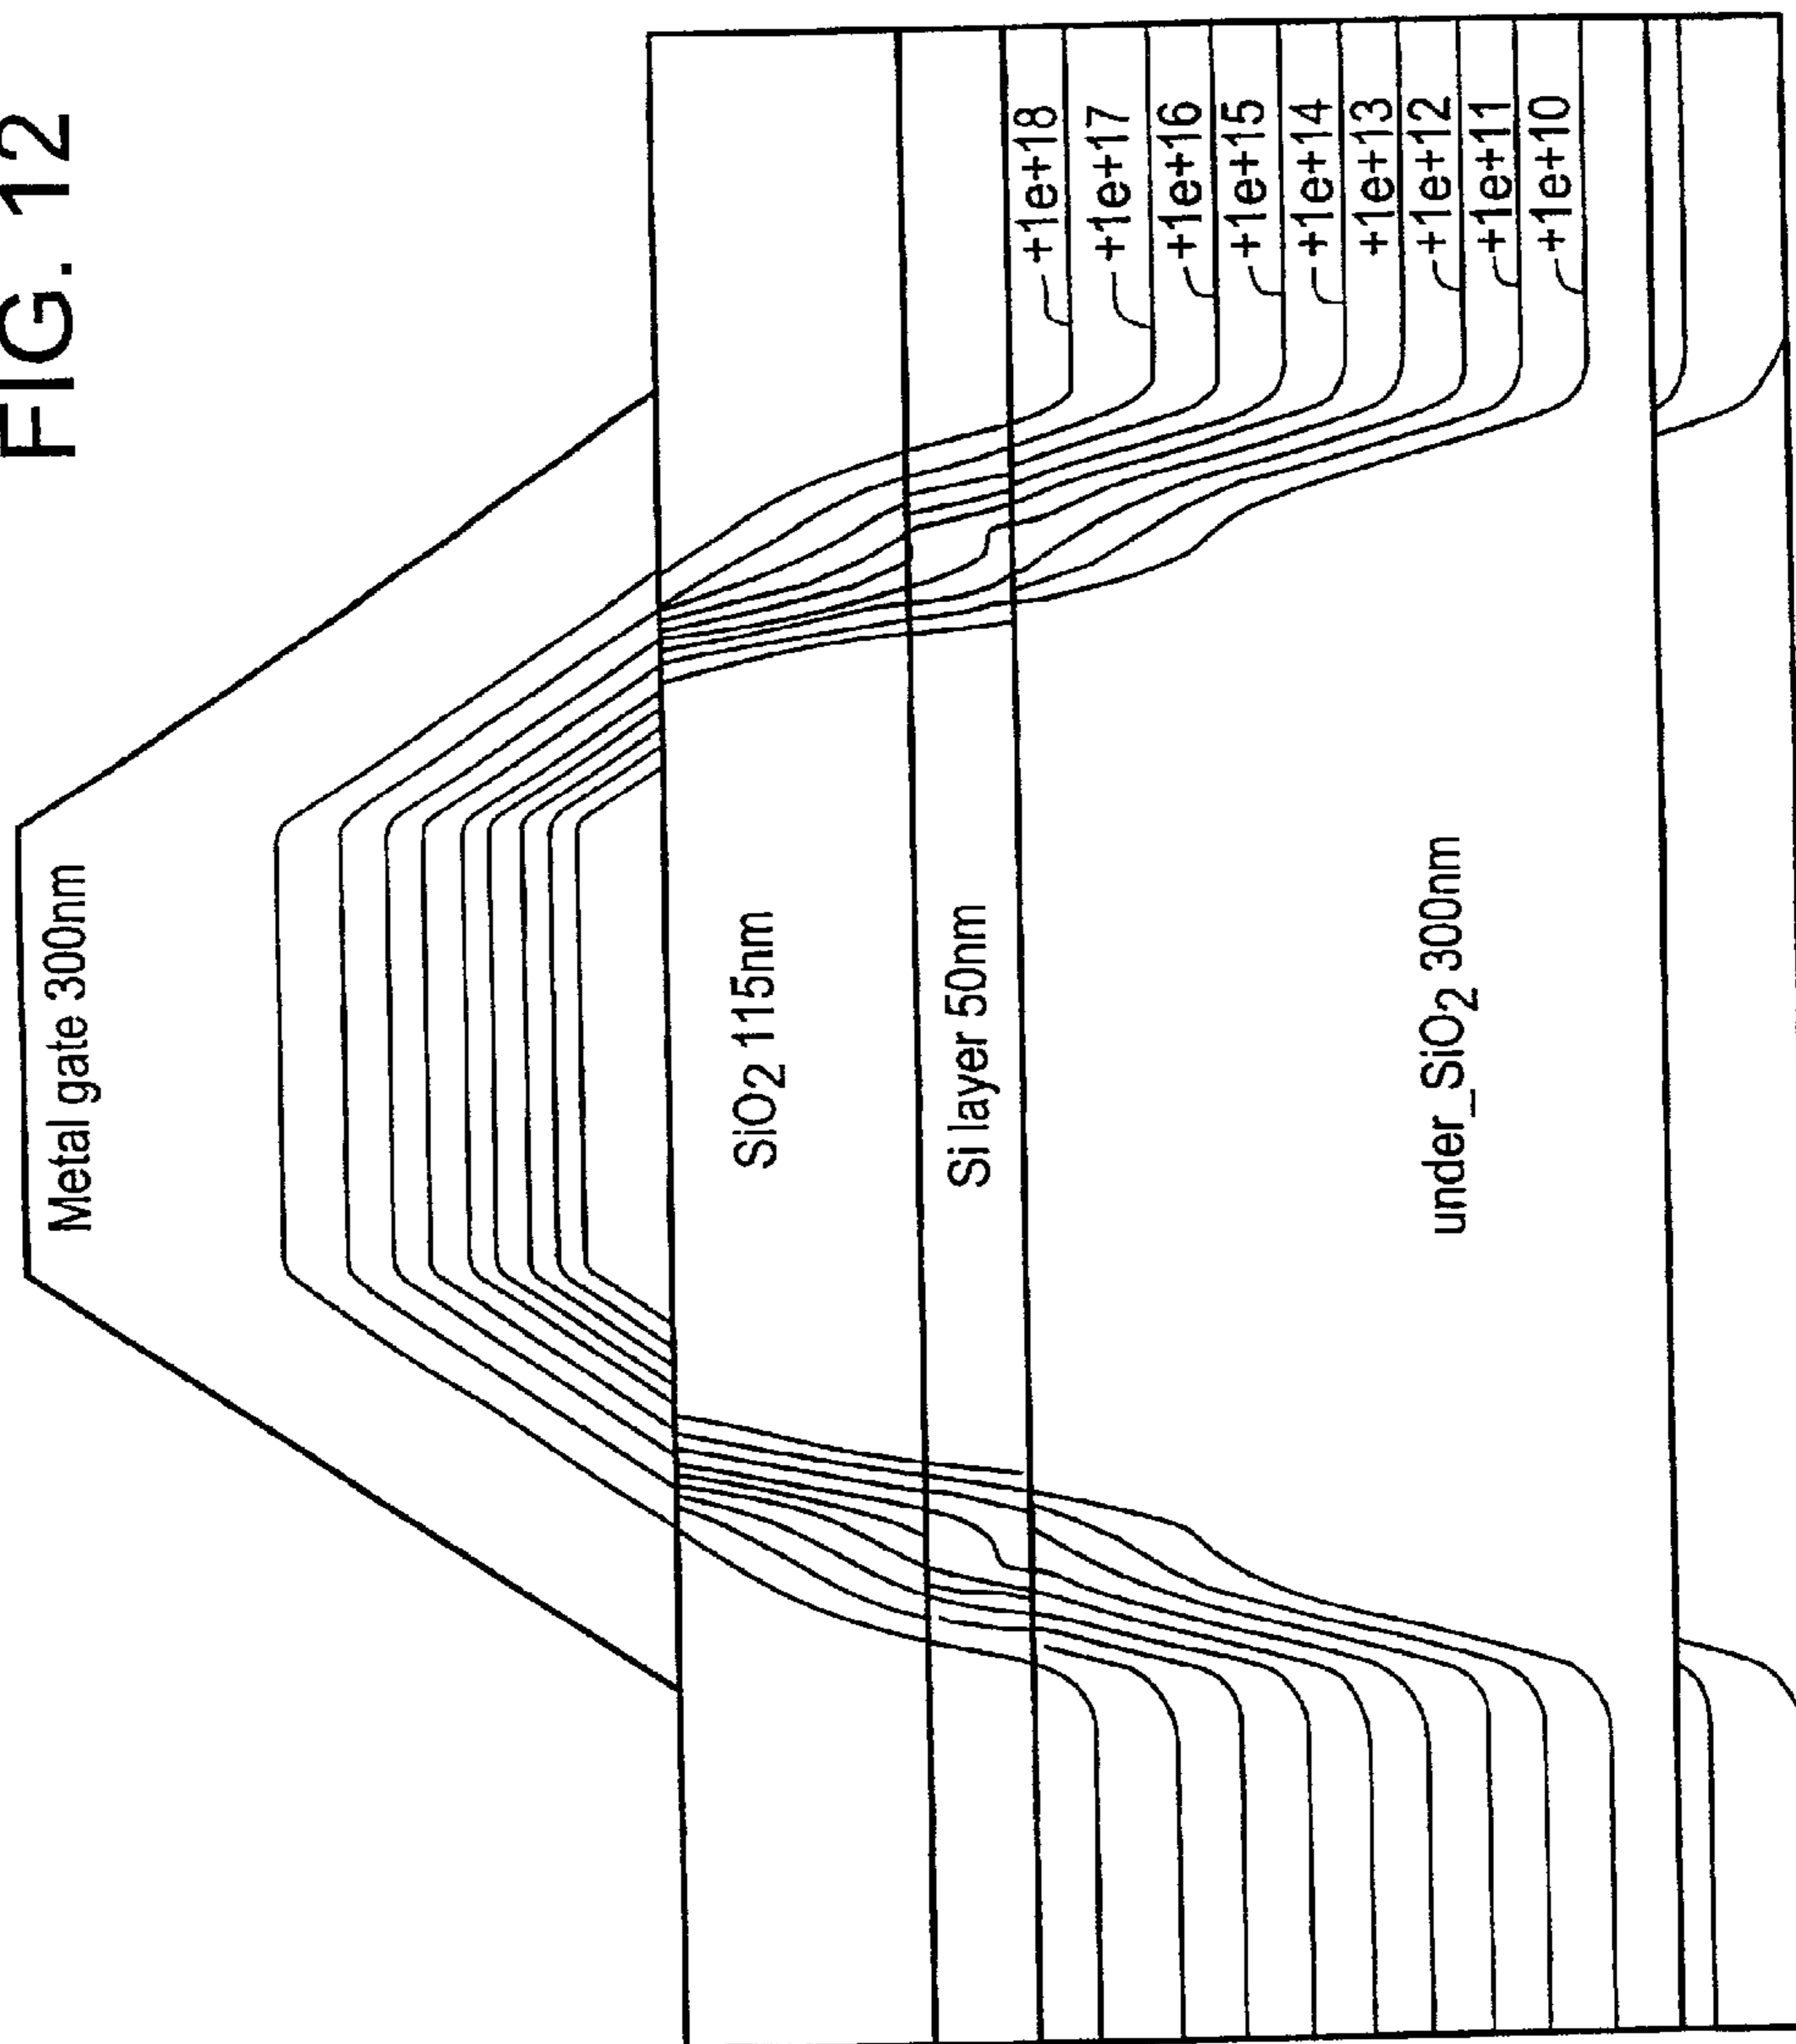 FIG. 12
Metal gate 300nm
SiO2 115nm
Si layer 50nm
+1e+18
+1e+17
+1e+16
+1e+15
+1e+14
+1e+13
+1e+12
+1e+11
+1e+10
under_SiO2 300nm